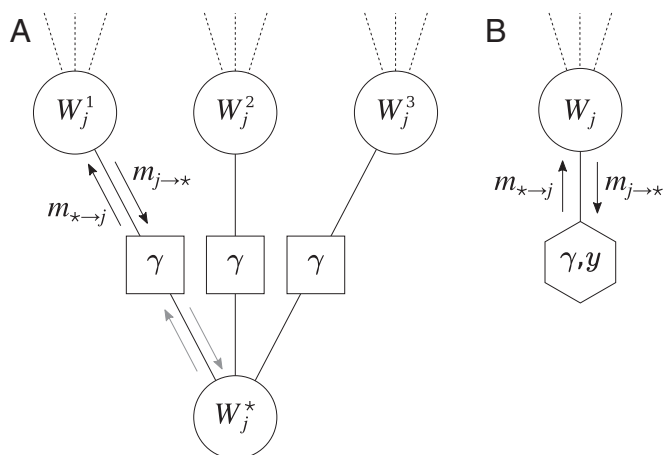 A
B
W_j^1
W_j^2
W_j^3
W_j
m_{j→⋆}
m_{⋆→j}
m_{⋆→j}
m_{j→⋆}
γ
γ
γ
γ,y
W_j^⋆